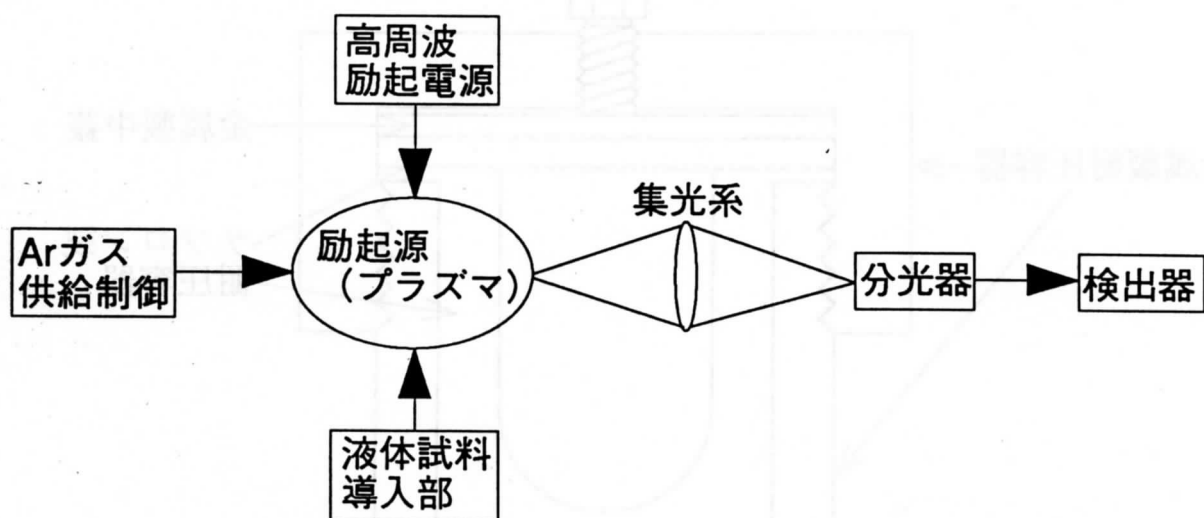 高周波
励起電源
集光系
Arガス
供給制御
励起源
（プラズマ）
分光器
検出器
液体試料
導入部